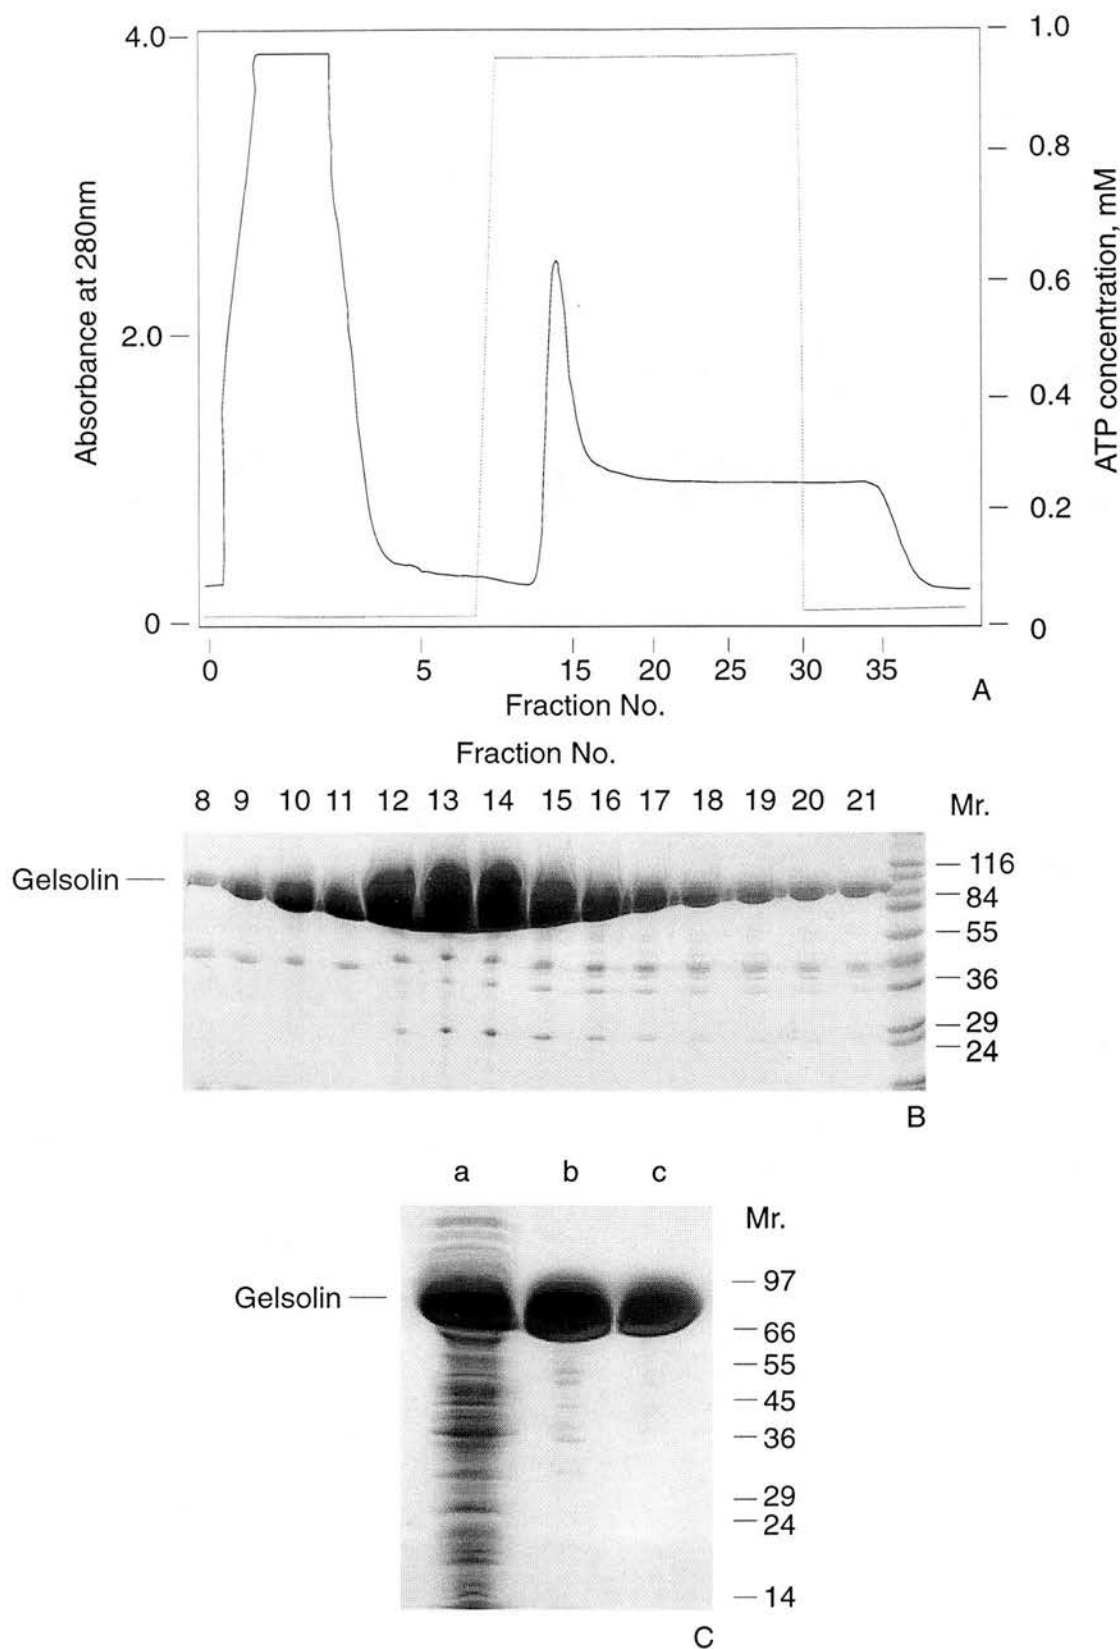 4.0
2.0
0
Absorbance at 280nm
1.0
0.8
0.6
0.4
0.2
0
ATP concentration, mM
0 5 15 20 25 30 35
Fraction No.
A
Fraction No.
8 9 10 11 12 13 14 15 16 17 18 19 20 21 Mr.
Gelsolin
116
84
55
36
29
24
B
a b c
Mr.
Gelsolin
97
66
55
45
36
29
24
14
C